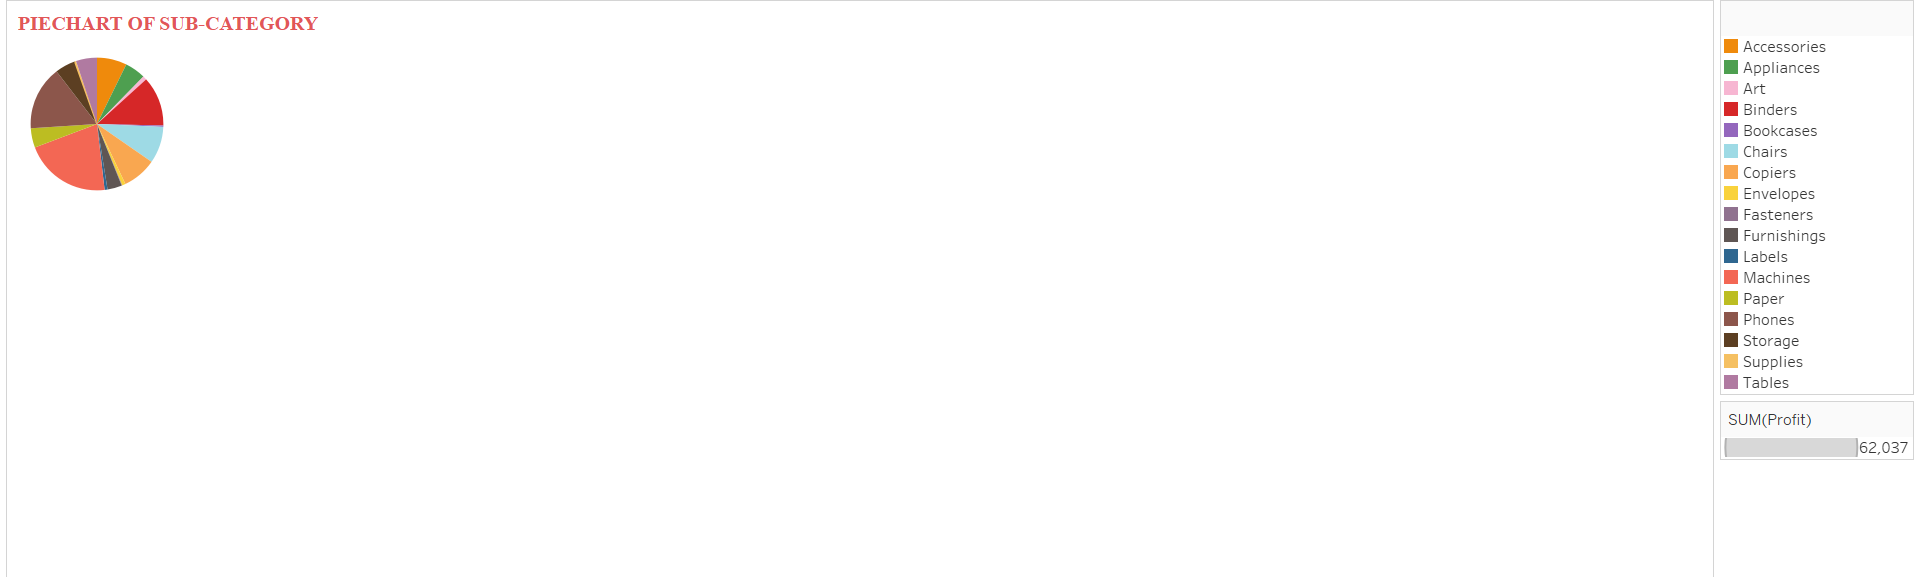 PIECHART OF SUB-CATEGORY
Accessories
Appliances
Art
Binders
Bookcases
Chairs
Copiers
Envelopes
Fasteners
Furnishings
Labels
Machines
Paper
Phones
Storage
Supplies
Tables
SUM(Profit)
62,037